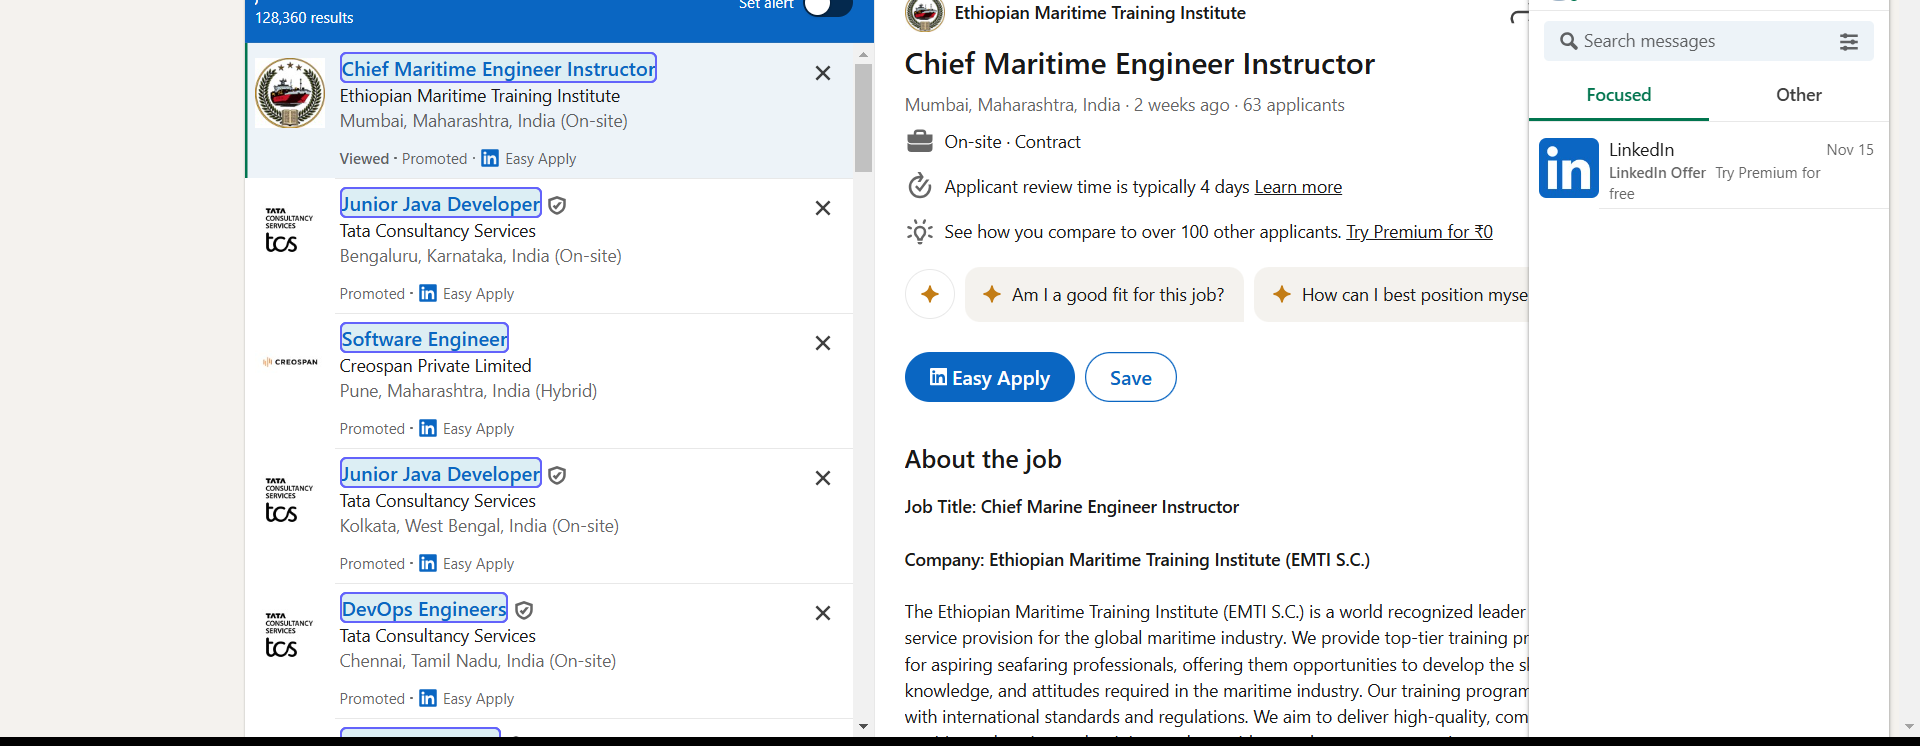 128,360 results
Set alert
Chief Maritime Engineer Instructor
Ethiopian Maritime Training Institute
Mumbai, Maharashtra, India (On-site)
Viewed · Promoted · in Easy Apply
TATA
CONSULTANCY
SERVICES
tcs
Junior Java Developer
Tata Consultancy Services
Bengaluru, Karnataka, India (On-site)
Promoted · in Easy Apply
CREOSPAN
Software Engineer
Creospan Private Limited
Pune, Maharashtra, India (Hybrid)
Promoted · in Easy Apply
TATA
CONSULTANCY
SERVICES
tcs
Junior Java Developer
Tata Consultancy Services
Kolkata, West Bengal, India (On-site)
Promoted · in Easy Apply
TATA
CONSULTANCY
SERVICES
tcs
DevOps Engineers
Tata Consultancy Services
Chennai, Tamil Nadu, India (On-site)
Promoted · in Easy Apply
Ethiopian Maritime Training Institute
Chief Maritime Engineer Instructor
Mumbai, Maharashtra, India · 2 weeks ago · 63 applicants
On-site · Contract
Applicant review time is typically 4 days Learn more
See how you compare to over 100 other applicants. Try Premium for ₹0
Am I a good fit for this job?
How can I best position myse
in Easy Apply
Save
About the job
Job Title: Chief Marine Engineer Instructor
Company: Ethiopian Maritime Training Institute (EMTI S.C.)
The Ethiopian Maritime Training Institute (EMTI S.C.) is a world recognized leader
service provision for the global maritime industry. We provide top-tier training pr
for aspiring seafaring professionals, offering them opportunities to develop the s
knowledge, and attitudes required in the maritime industry. Our training program
with international standards and regulations. We aim to deliver high-quality, com
Search messages
Focused
Other
in
LinkedIn
Nov 15
LinkedIn Offer Try Premium for
free